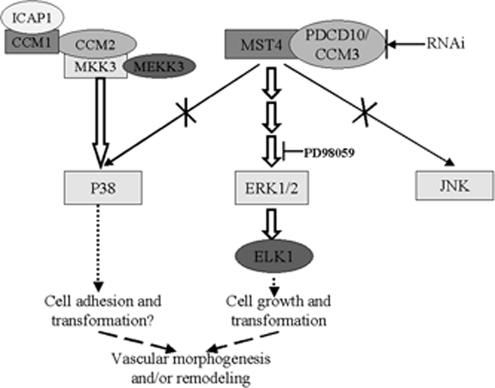 ICAP1
CCM1
CCM2
MKK3
MEKK3
MST4
PDCD10/
CCM3
RNAi
PD98059
P38
ERK1/2
JNK
ELK1
Cell adhesion and
transformation?
Cell growth and
transformation
Vascular morphogenesis
and/or remodeling